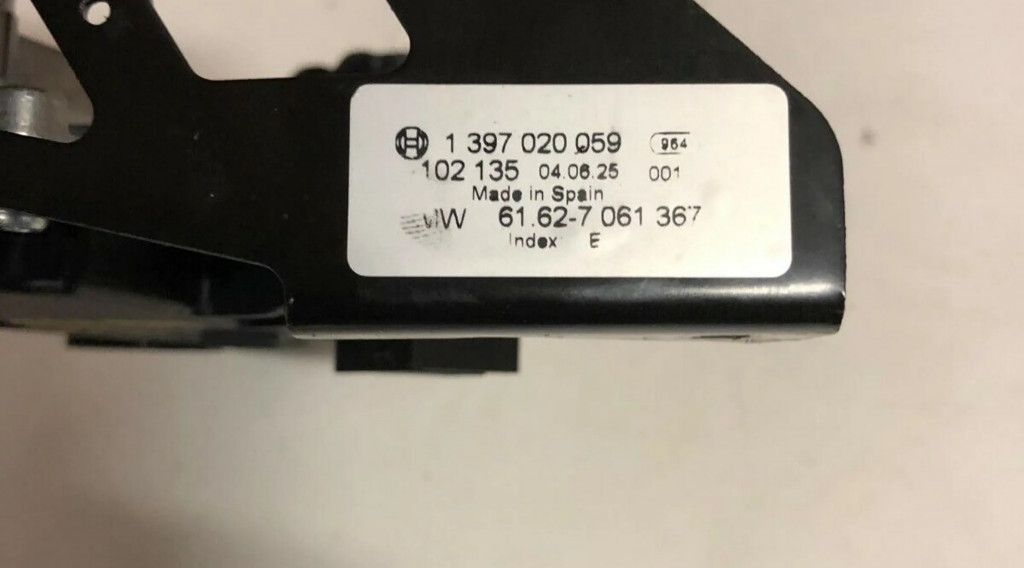 1 397 020 059 964
102 135 04.06.25 001
Made in Spain
61.62-7 061 367
Index E